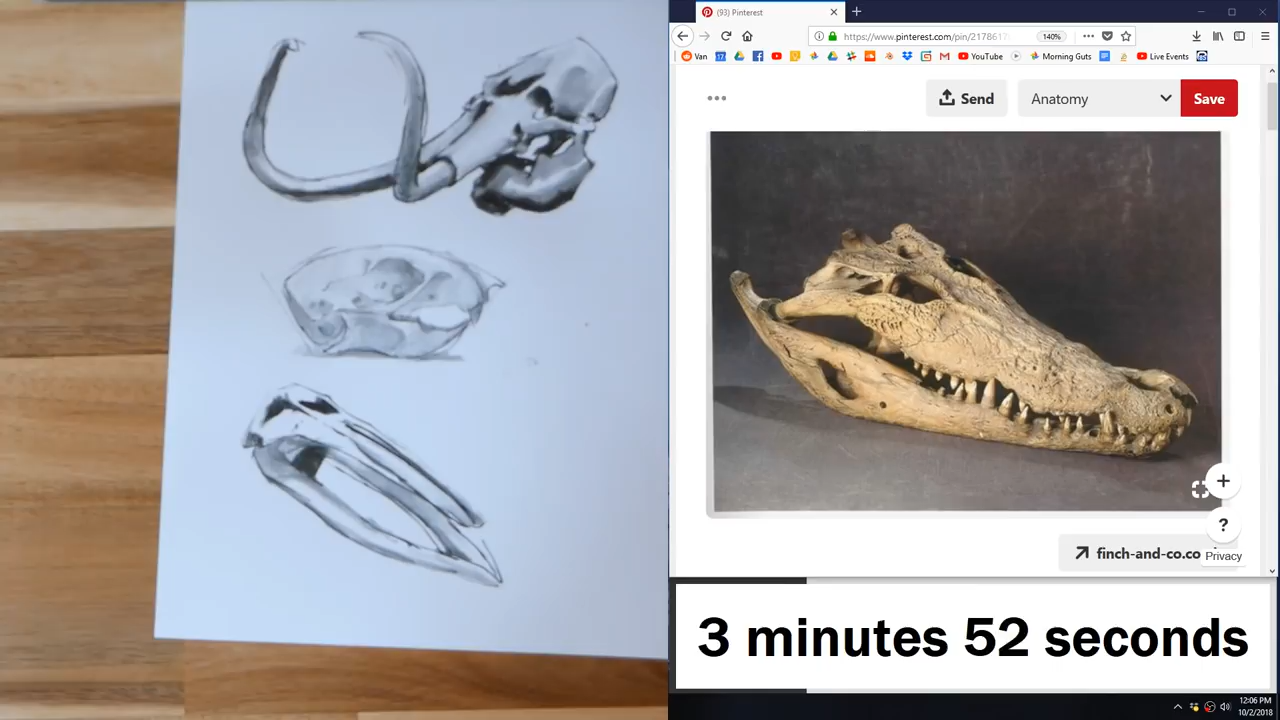 (93) Pinterest
https://www.pinterest.com/pin/21786
140%
Van
17
YouTube
Morning Guts
Live Events
Send
Anatomy
Save
?
finch-and-co.co
Privacy
3 minutes 52 seconds
12:06 PM
10/2/2018